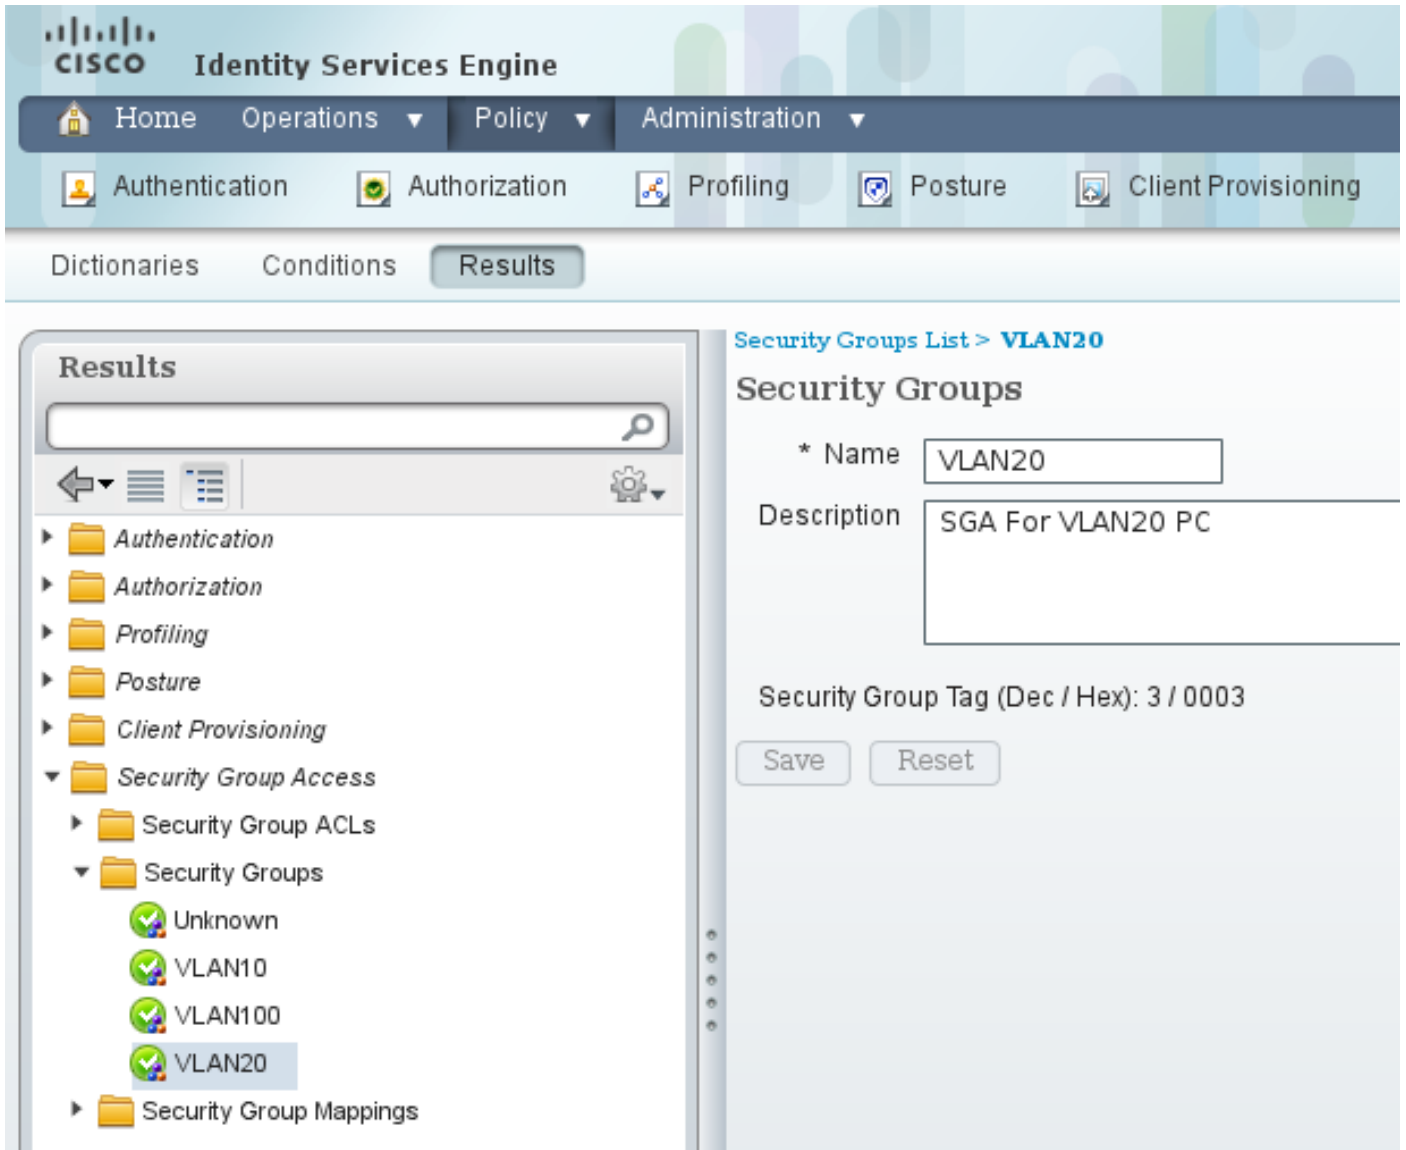 CISCO Identity Services Engine
Home Operations Policy Administration
Authentication Authorization Profiling Posture Client Provisioning
Dictionaries Conditions Results
Results
Authentication
Authorization
Profiling
Posture
Client Provisioning
Security Group Access
Security Group ACLs
Security Groups
Unknown
VLAN10
VLAN100
VLAN20
Security Group Mappings
Security Groups List > VLAN20
Security Groups
* Name VLAN20
Description SGA For VLAN20 PC
Security Group Tag (Dec / Hex): 3 / 0003
Save Reset